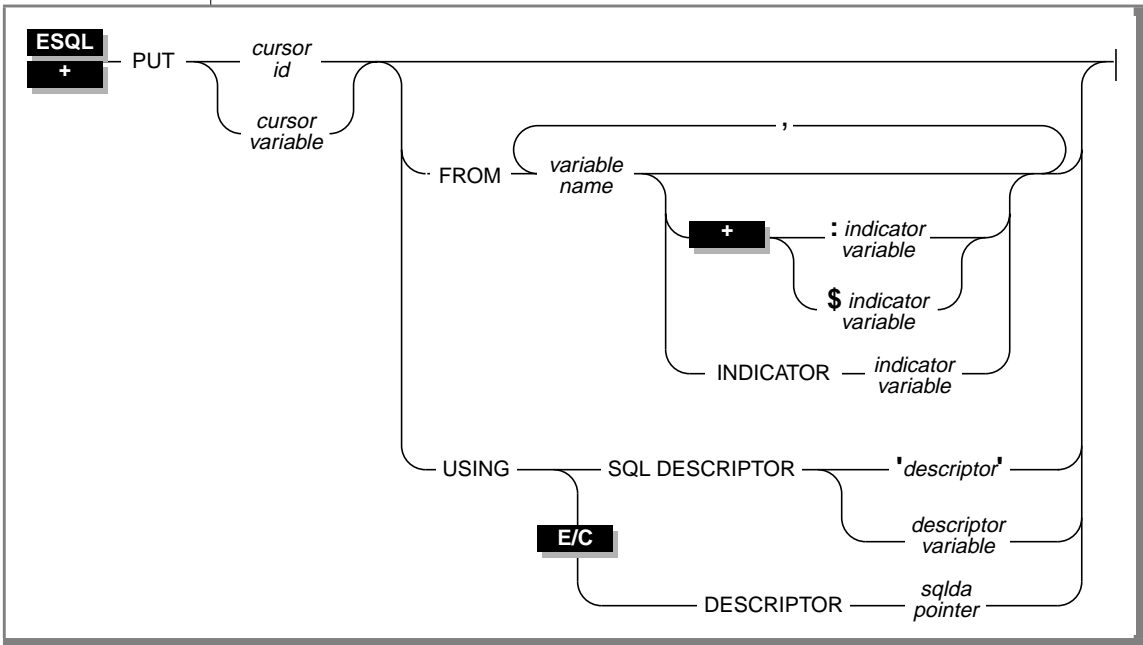 ESQL
+
PUT
cursor
id
cursor
variable
,
FROM
variable
name
+
: indicator
variable
$ indicator
variable
INDICATOR
indicator
variable
USING
SQL DESCRIPTOR
'descriptor'
E/C
descriptor
variable
DESCRIPTOR
sqlda
pointer